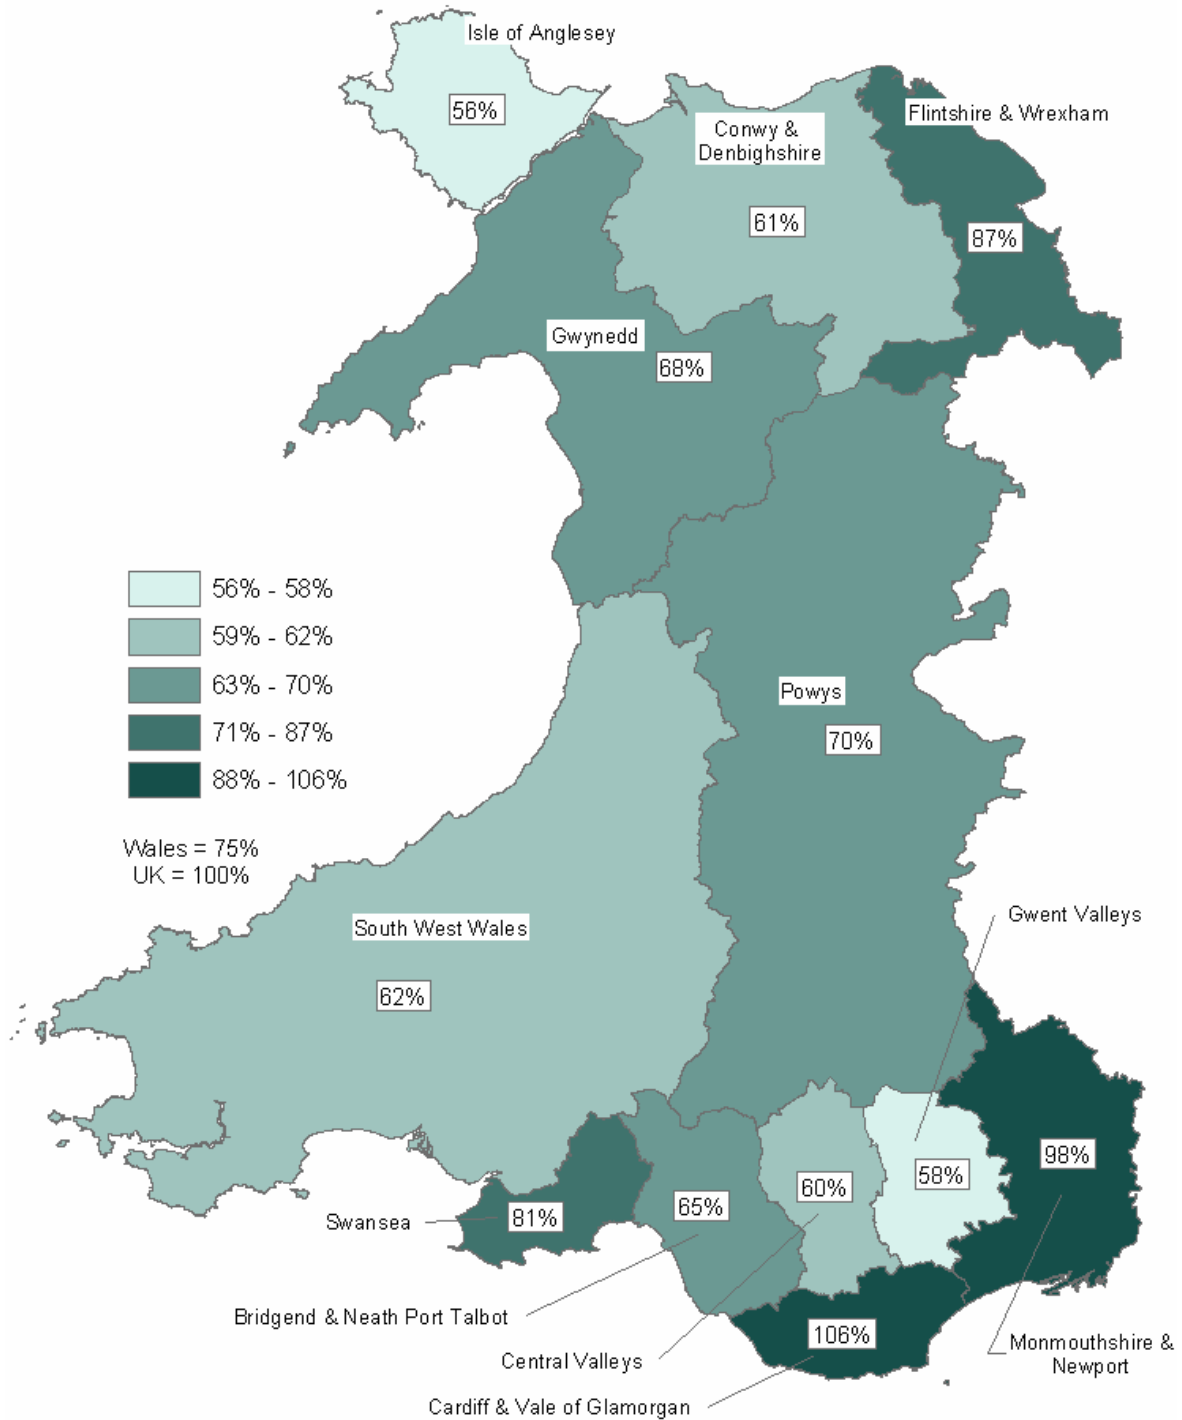 Isle of Anglesey
56%
Flintshire & Wrexham
Conwy &
Denbighshire
61%
87%
Gwynedd
68%
56% - 58%
59% - 62%
63% - 70%
71% - 87%
88% - 106%
Wales = 75%
UK = 100%
Powys
70%
Gwent Valleys
South West Wales
62%
98%
58%
60%
65%
Swansea
81%
Bridgend & Neath Port Talbot
106%
Monmouthshire &
Newport
Central Valleys
Cardiff & Vale of Glamorgan